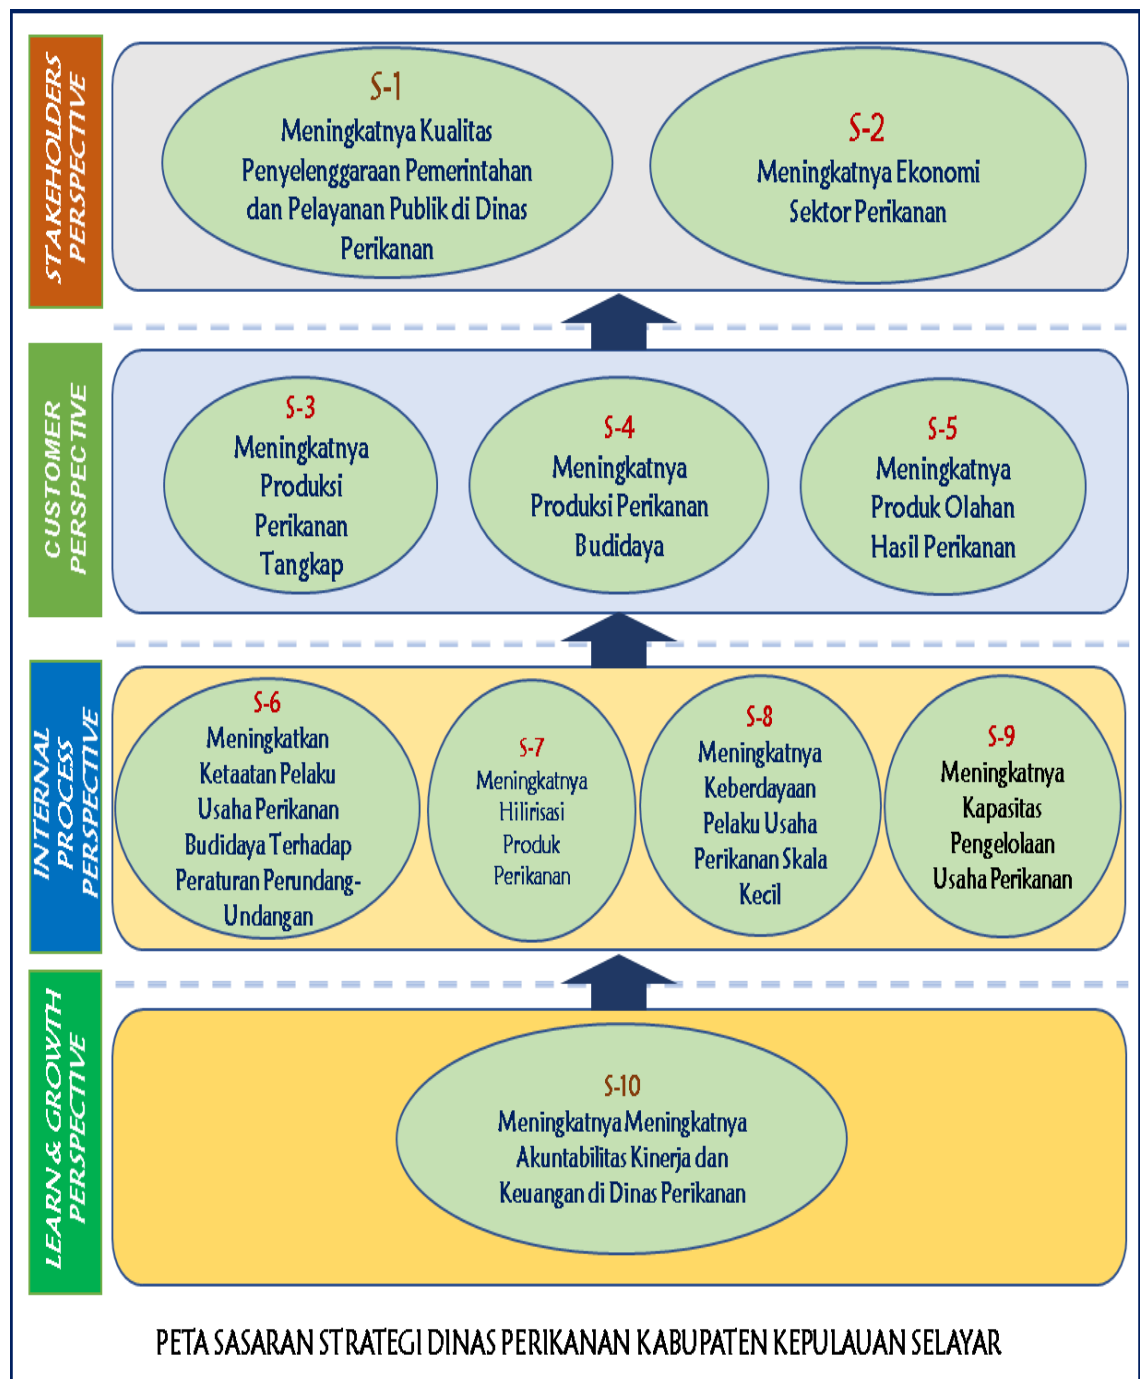 STAKEHOLDERS
PERSPECTIVE
S-1
Meningkatnya Kualitas
Penyelenggaraan Pemerintahan
dan Pelayanan Publik di Dinas
Perikanan
S-2
Meningkatnya Ekonomi
Sektor Perikanan
CUSTOMER
PERSPECTIVE
S-3
Meningkatnya
Produksi
Perikanan
Tangkap
S-4
Meningkatnya
Produksi Perikanan
Budidaya
S-5
Meningkatnya
Produk Olahan
Hasil Perikanan
INTERNAL
PROCESS
PERSPECTIVE
S-6
Meningkatkan
Ketaatan Pelaku
Usaha Perikanan
Budidaya Terhadap
Peraturan Perundang-
Undangan
S-7
Meningkatnya
Hilirisasi
Produk
Perikanan
S-8
Meningkatnya
Keberdayaan
Pelaku Usaha
Perikanan Skala
Kecil
S-9
Meningkatnya
Kapasitas
Pengelolaan
Usaha Perikanan
LEARN & GROWTH
PERSPECTIVE
S-10
Meningkatnya Meningkatnya
Akuntabilitas Kinerja dan
Keuangan di Dinas Perikanan
PETA SASARAN STRATEGI DINAS PERIKANAN KABUPATEN KEPULAUAN SELAYAR